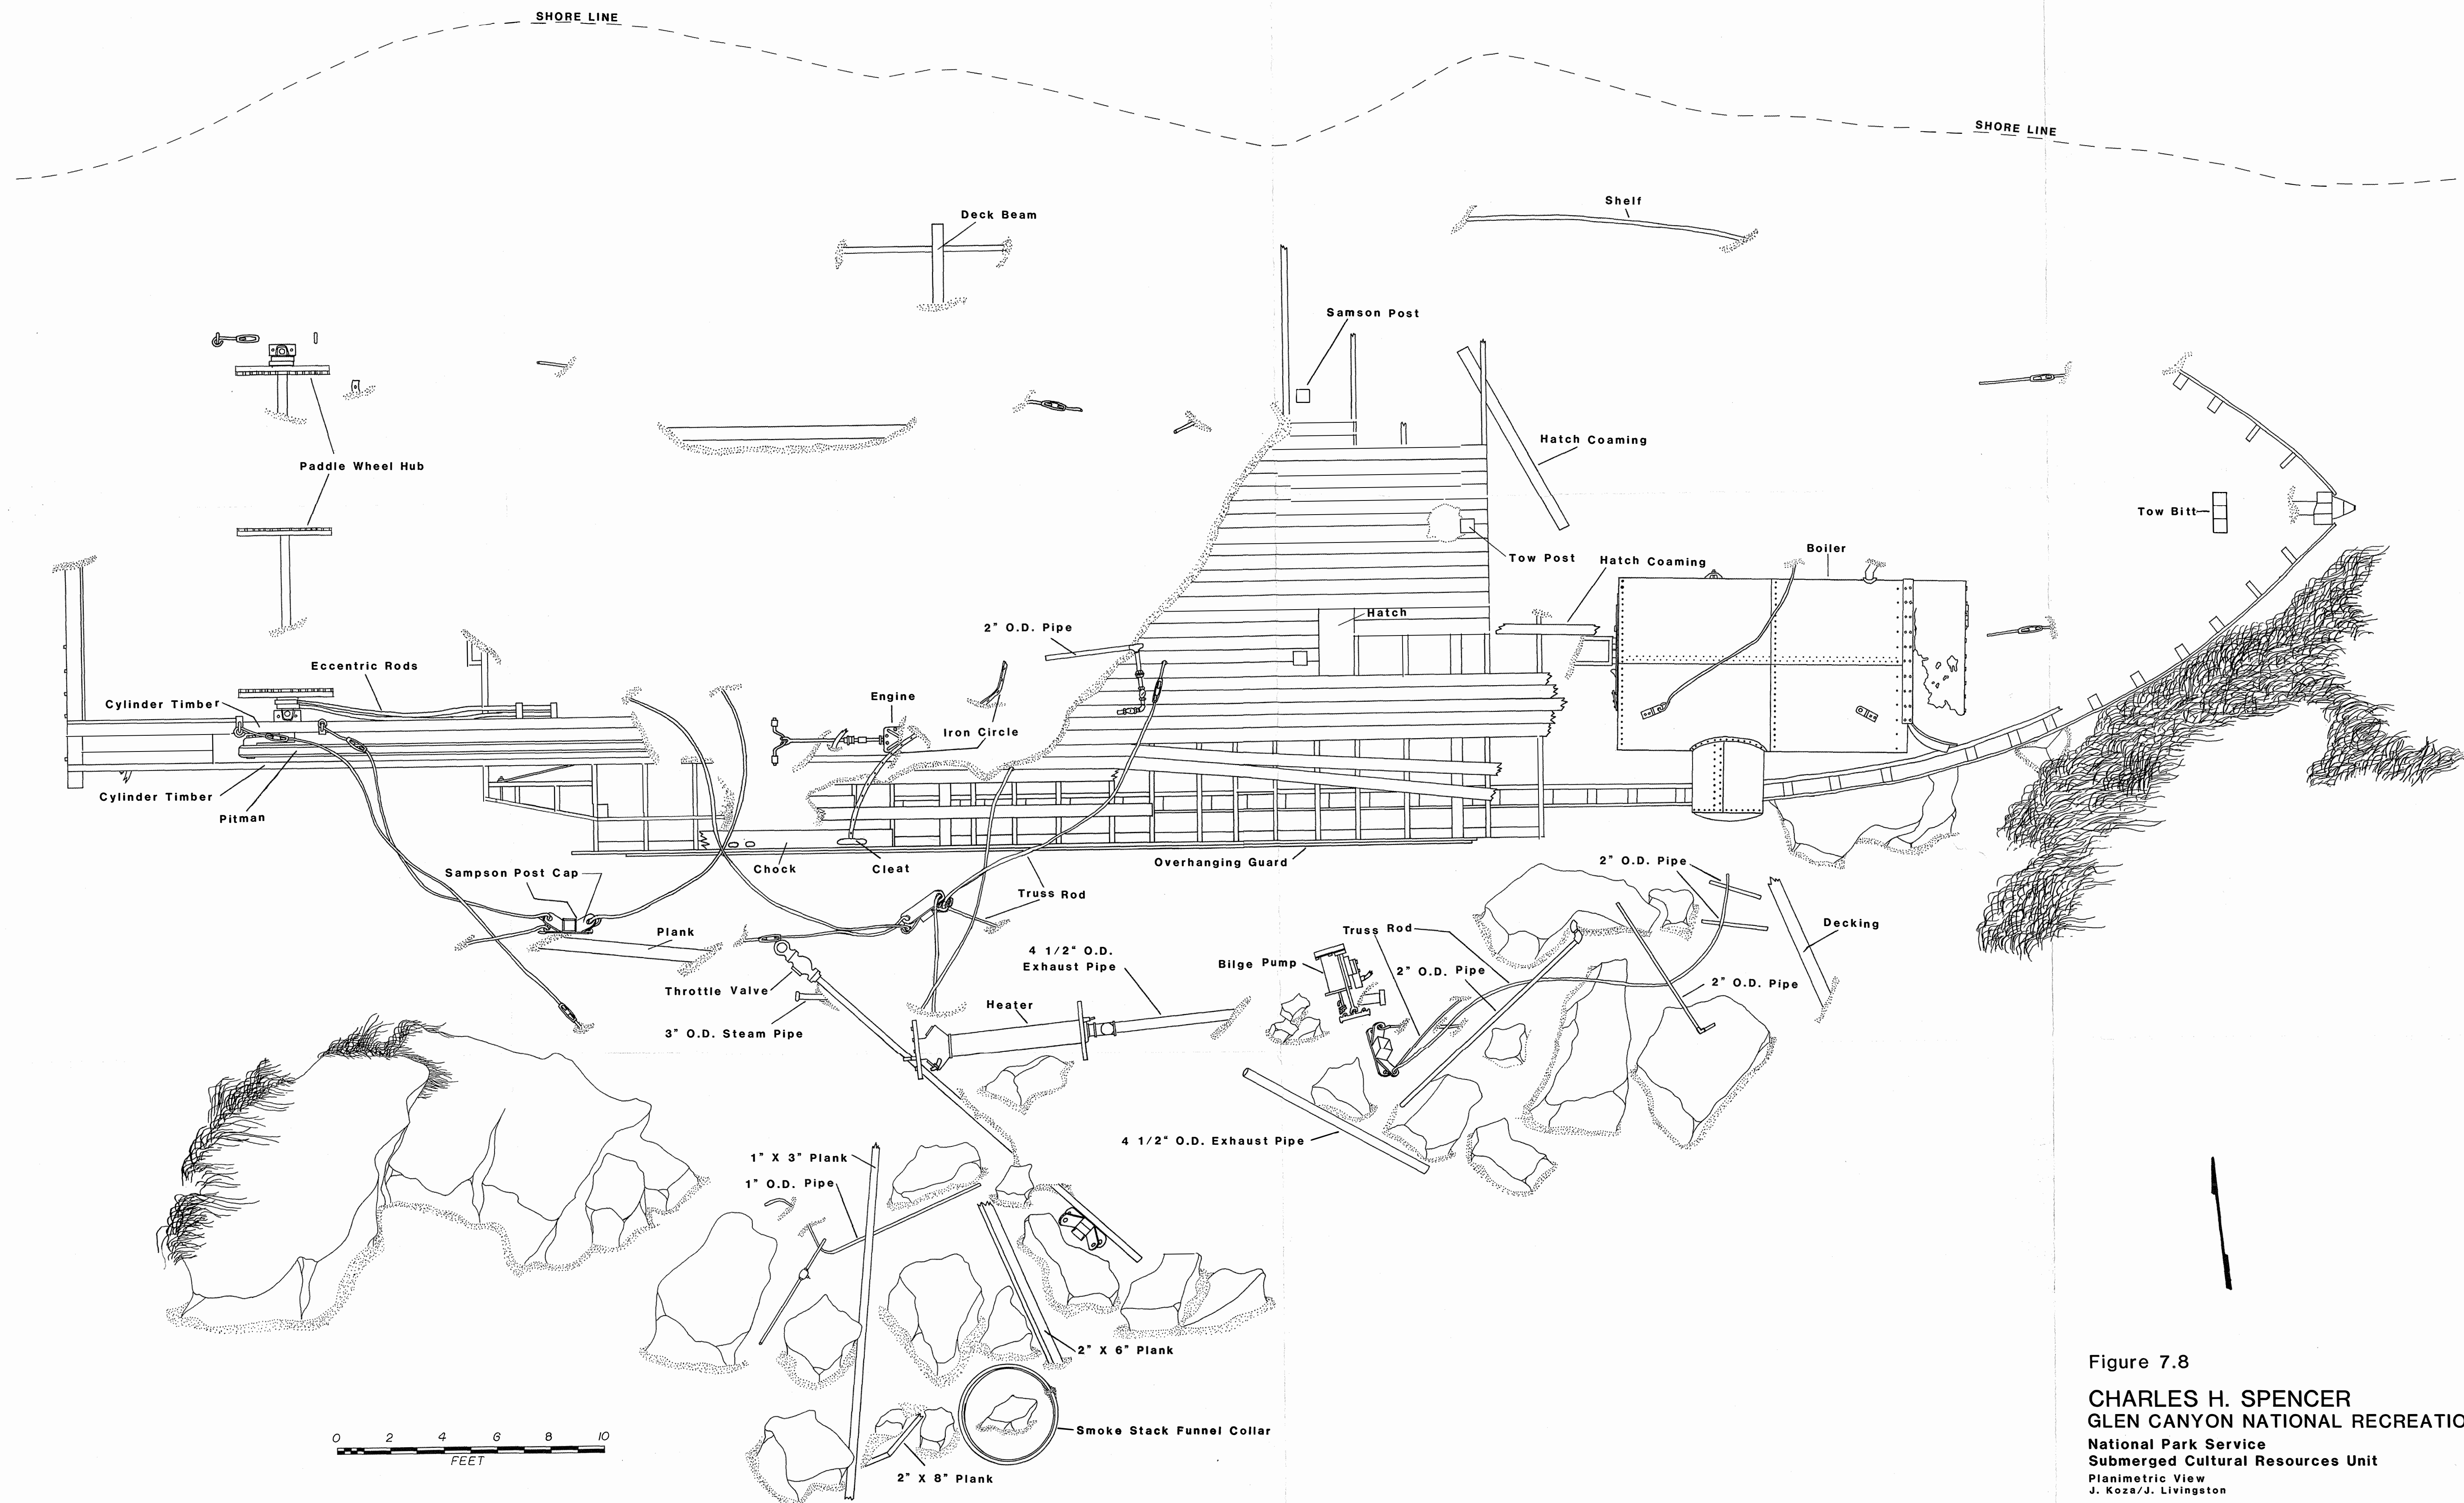 SHORE LINE
SHORE LINE
Shelf
Deck Beam
Samson Post
Hatch Coaming
Paddle Wheel Hub
Tow Bitt
Tow Post
Hatch Coaming
Boiler
Hatch
2" O.D. Pipe
Eccentric Rods
Engine
Cylinder Timber
Iron Circle
Cylinder Timber
Pitman
Overhanging Guard
2" O.D. Pipe
Chock
Cleat
Sampson Post Cap
Truss Rod
Decking
Plank
Truss Rod
4 1/2" O.D.
Exhaust Pipe
Bilge Pump
2" O.D. Pipe
2" O.D. Pipe
Throttle Valve
Heater
3" O.D. Steam Pipe
4 1/2" O.D. Exhaust Pipe
1" X 3" Plank
1" O.D. Pipe
2" X 6" Plank
Smoke Stack Funnel Collar
2" X 8" Plank
0 2 4 6 8 10
FEET
Figure 7.8
CHARLES H. SPENCER
GLEN CANYON NATIONAL RECREATIO
National Park Service
Submerged Cultural Resources Unit
Planimetric View
J. Koza/J. Livingston